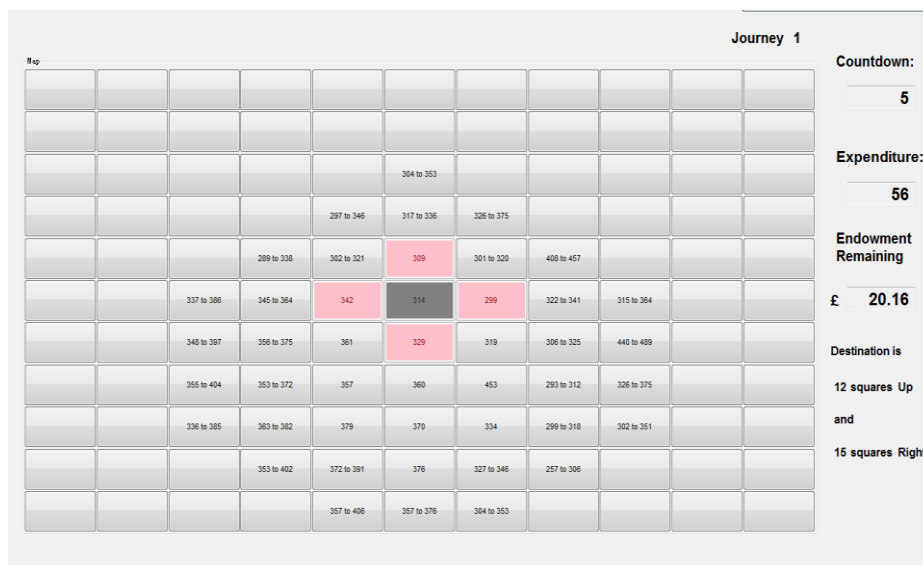 Journey 1
Map
Countdown:
5
304 to 353
Expenditure:
56
297 to 346 317 to 336 326 to 375
Endowment
Remaining
289 to 338 302 to 321 309 301 to 320 408 to 457
337 to 386 345 to 364 342 314 299 322 to 341 315 to 364
£ 20.16
348 to 397 356 to 375 361 329 319 306 to 325 440 to 489
Destination is
355 to 404 353 to 372 357 360 453 293 to 312 326 to 375
12 squares Up
336 to 385 363 to 382 379 370 334 299 to 318 302 to 351
and
353 to 402 372 to 391 376 327 to 346 257 to 306
15 squares Right
357 to 406 357 to 376 304 to 353